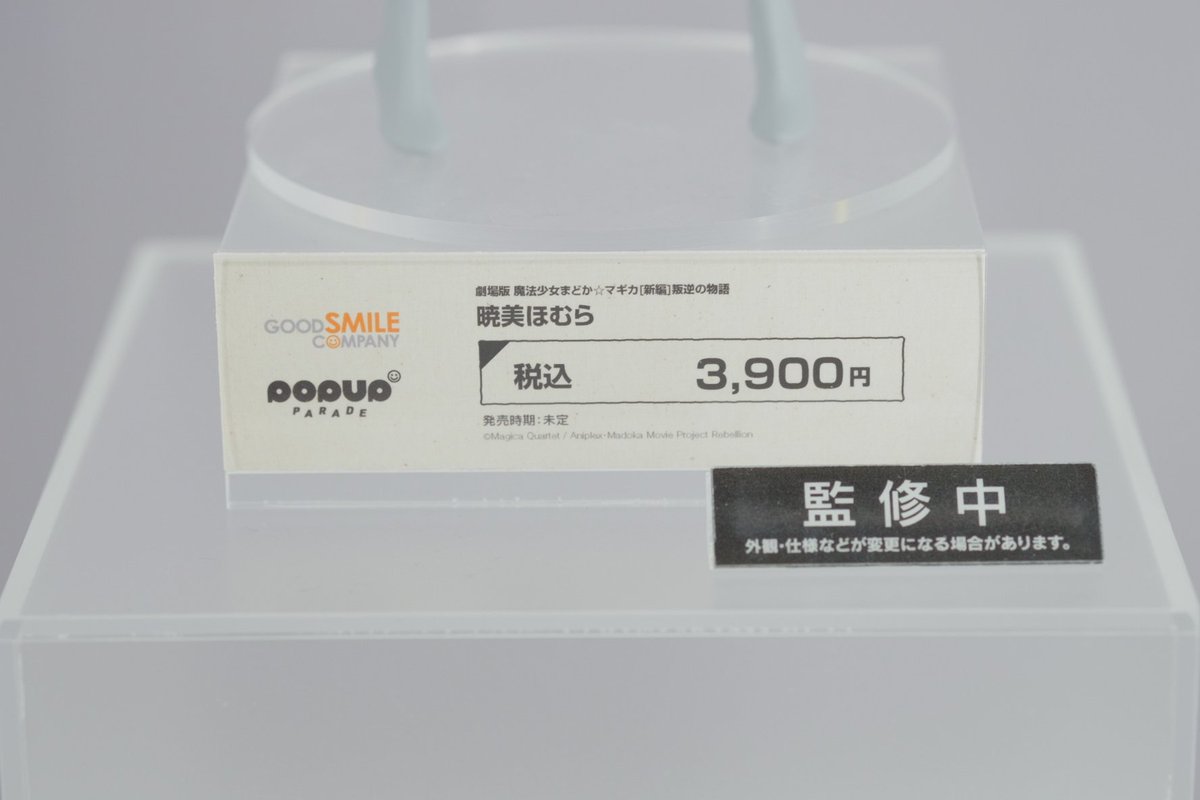 GOOD SMILE
COMPANY
POPUP
PARADE
劇場版 魔法少女まどか☆マギカ[新編]叛逆の物語
暁美ほむら
税込 3,900円
発売時期：未定
©Magica Quartet / Aniplex・Madoka Movie Project Rebellion
監修中
外観・仕様などが変更になる場合があります。